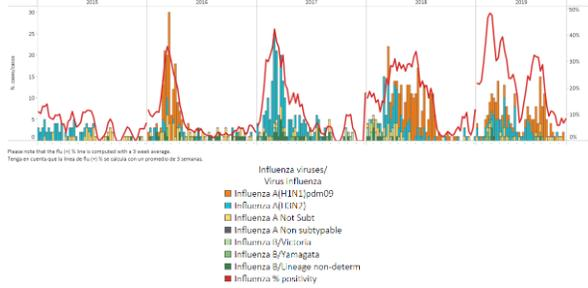 2015 2016 2017 2018 2019
30
25
20
15
10
5
0
50%
40%
30%
20%
10%
0%
Please note that the flu (+) % line is computed with a 3 week average.
Tenga en cuenta que la línea de flu (+) % se calcula con un promedio de 3 semanas.
Influenza viruses/
Virus influenza
Influenza A(H1N1)pdm09
Influenza A(H3N2)
Influenza A Not Subt
Influenza A Non subtypable
Influenza B/Victoria
Influenza B/Yamagata
Influenza B/Lineage non-determ
Influenza % positivity